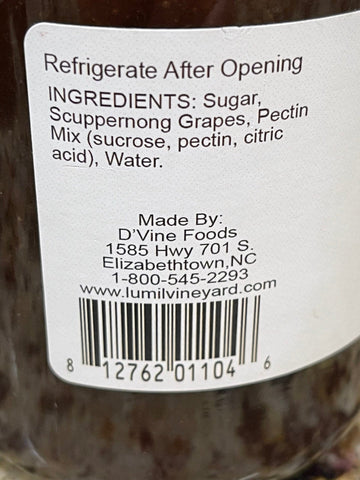 Refrigerate After Opening
INGREDIENTS: Sugar,
Scuppernong Grapes, Pectin
Mix (sucrose, pectin, citric
acid), Water.
Made By:
D'Vine Foods
1585 Hwy 701 S.
Elizabethtown,NC
1-800-545-2293
www.lumilvineyard.com
8 12762 01104 6